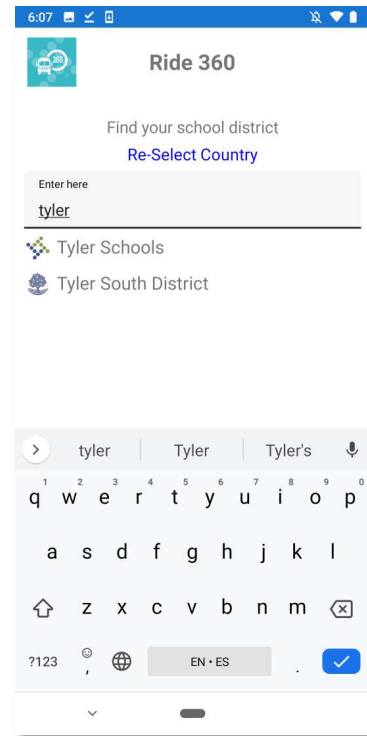 6:07
360
Ride 360
Find your school district
Re-Select Country
Enter here
tyler
Tyler Schools
Tyler South District
tyler Tyler Tyler's
1 2 3 4 5 6 7 8 9 0
q w e r t y u i o p
a s d f g h j k l
z x c v b n m
?123 , EN • ES .